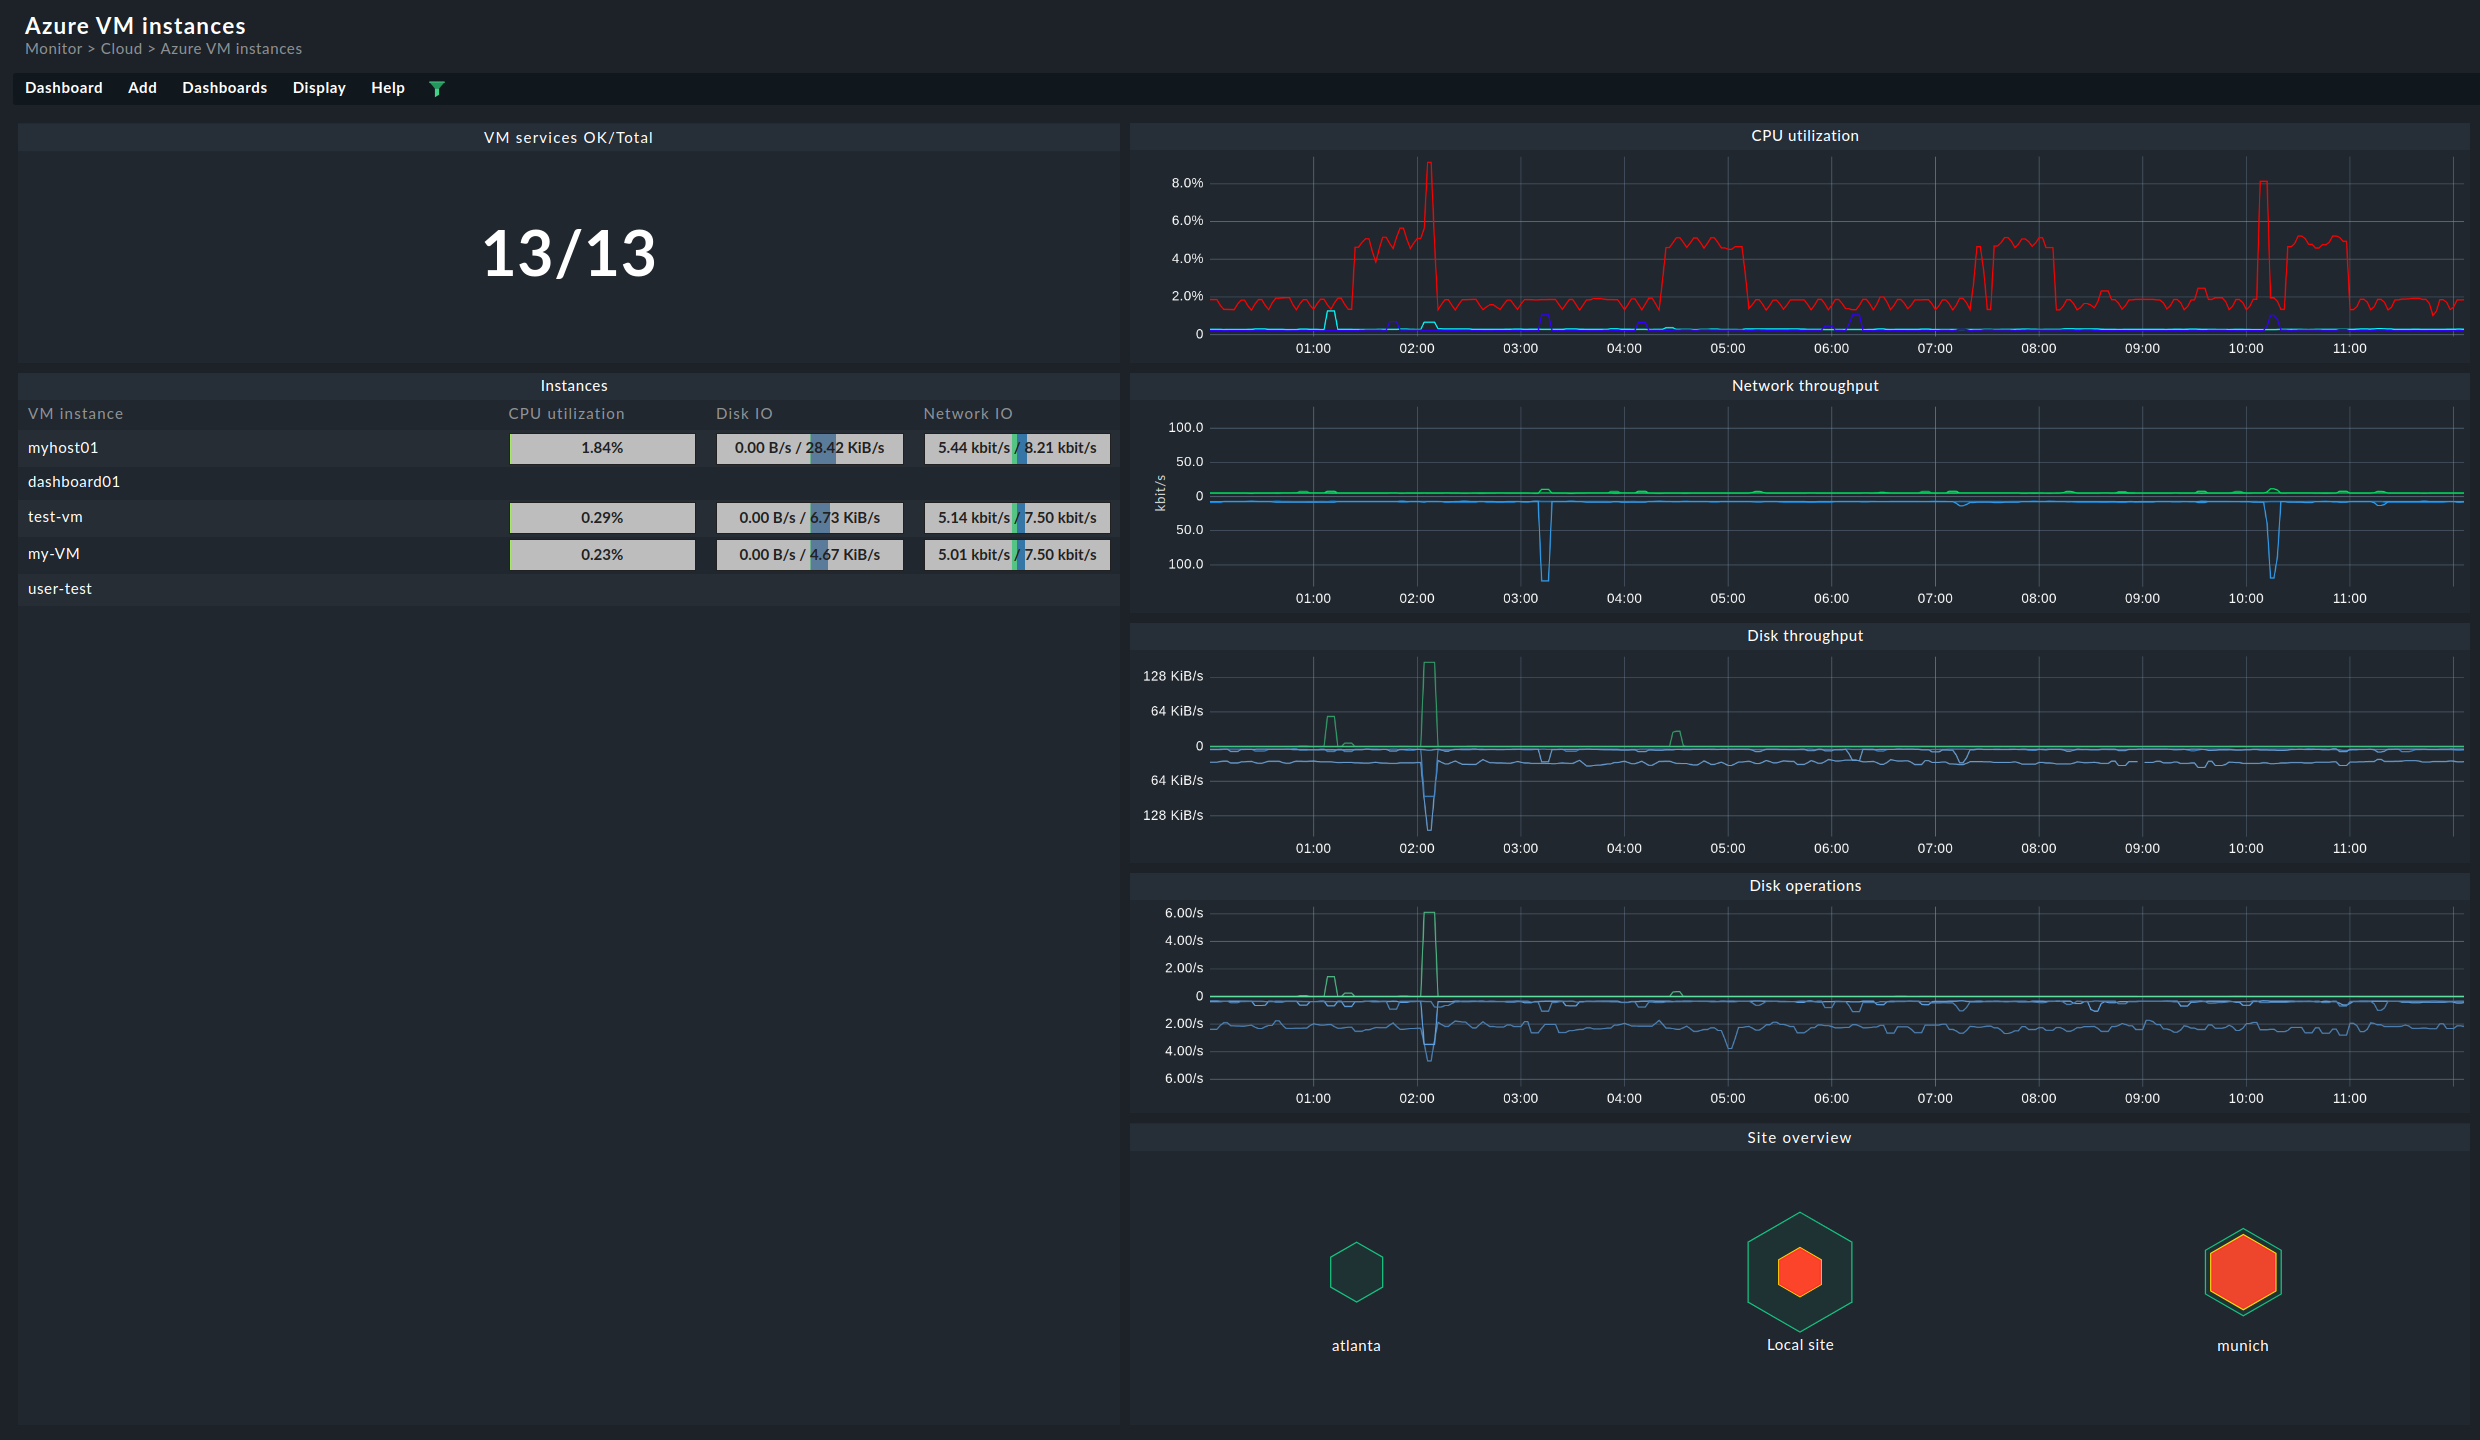 Azure VM instances
Monitor > Cloud > Azure VM instances
Dashboard Add Dashboards Display Help
VM services OK/Total
13/13
Instances
VM instance CPU utilization Disk IO Network IO
myhost01 1.84% 0.00 B/s / 28.42 KiB/s 5.44 kbit/s / 8.21 kbit/s
dashboard01
test-vm 0.29% 0.00 B/s / 6.73 KiB/s 5.14 kbit/s / 7.50 kbit/s
my-VM 0.23% 0.00 B/s / 4.67 KiB/s 5.01 kbit/s / 7.50 kbit/s
user-test
CPU utilization
8.0%
6.0%
4.0%
2.0%
0
01:00 02:00 03:00 04:00 05:00 06:00 07:00 08:00 09:00 10:00 11:00
Network throughput
kbit/s
100.0
50.0
0
50.0
100.0
01:00 02:00 03:00 04:00 05:00 06:00 07:00 08:00 09:00 10:00 11:00
Disk throughput
128 KiB/s
64 KiB/s
0
64 KiB/s
128 KiB/s
01:00 02:00 03:00 04:00 05:00 06:00 07:00 08:00 09:00 10:00 11:00
Disk operations
6.00/s
4.00/s
2.00/s
0
2.00/s
4.00/s
6.00/s
01:00 02:00 03:00 04:00 05:00 06:00 07:00 08:00 09:00 10:00 11:00
Site overview
atlanta Local site munich